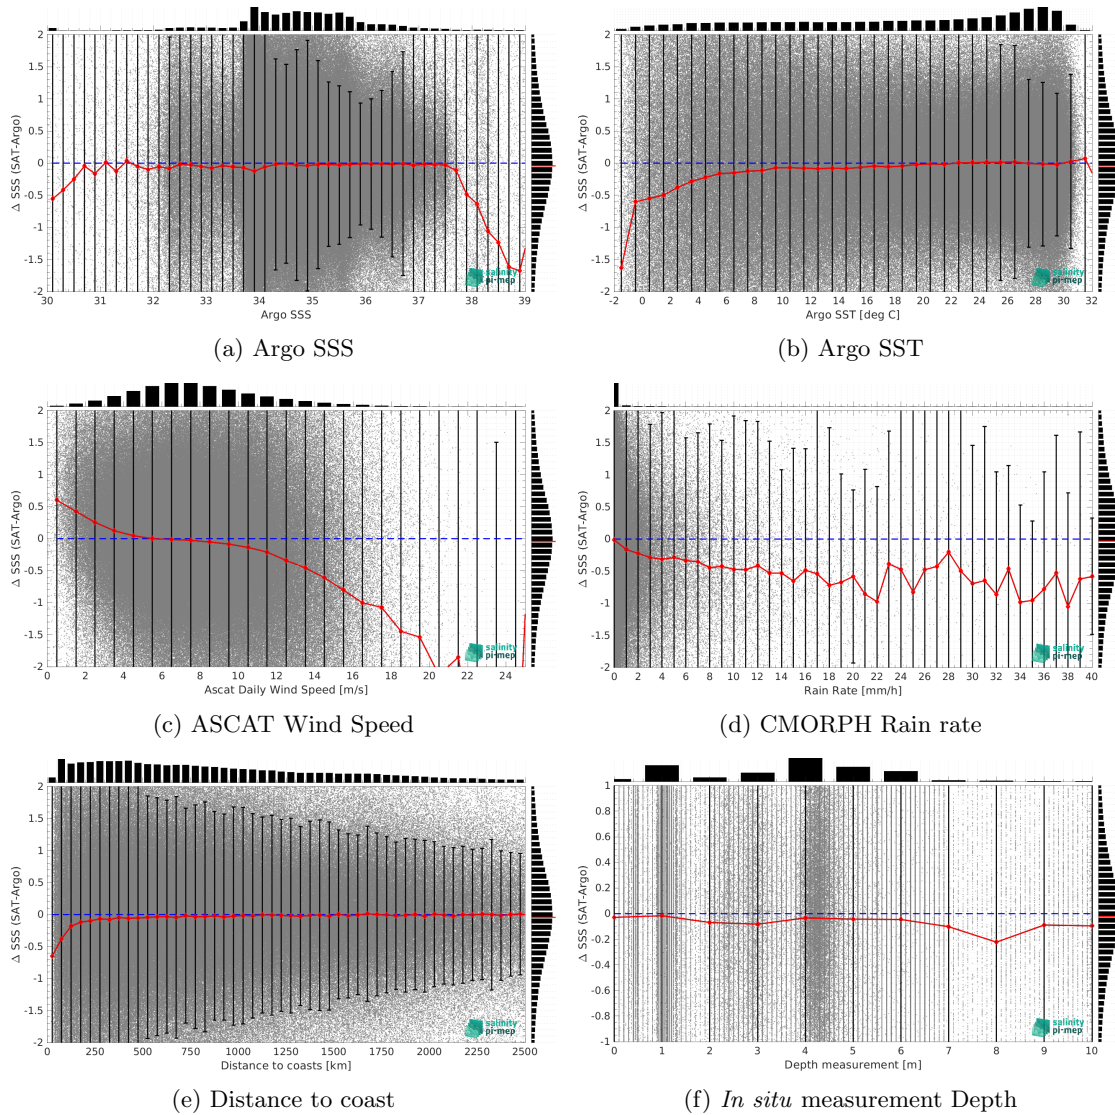 2
1.5
1
0.5
0
-0.5
-1
-1.5
-2
Δ SSS (SAT-Argo)
30 31 32 33 34 35 36 37 38 39
Argo SSS
salinity
pi-mep
(a) Argo SSS
2
1.5
1
0.5
0
-0.5
-1
-1.5
-2
Δ SSS (SAT-Argo)
-2 0 2 4 6 8 10 12 14 16 18 20 22 24 26 28 30 32
Argo SST [deg C]
salinity
pi-mep
(b) Argo SST
2
1.5
1
0.5
0
-0.5
-1
-1.5
-2
Δ SSS (SAT-Argo)
0 2 4 6 8 10 12 14 16 18 20 22 24
Ascat Daily Wind Speed [m/s]
salinity
pi-mep
(c) ASCAT Wind Speed
2
1.5
1
0.5
0
-0.5
-1
-1.5
-2
Δ SSS (SAT-Argo)
0 2 4 6 8 10 12 14 16 18 20 22 24 26 28 30 32 34 36 38 40
Rain Rate [mm/h]
salinity
pi-mep
(d) CMORPH Rain rate
2
1.5
1
0.5
0
-0.5
-1
-1.5
-2
Δ SSS (SAT-Argo)
0 250 500 750 1000 1250 1500 1750 2000 2250 2500
Distance to coasts [km]
salinity
pi-mep
(e) Distance to coast
1
0.8
0.6
0.4
0.2
0
-0.2
-0.4
-0.6
-0.8
-1
Δ SSS (SAT-Argo)
0 1 2 3 4 5 6 7 8 9 10
Depth measurement [m]
salinity
pi-mep
(f) In situ measurement Depth